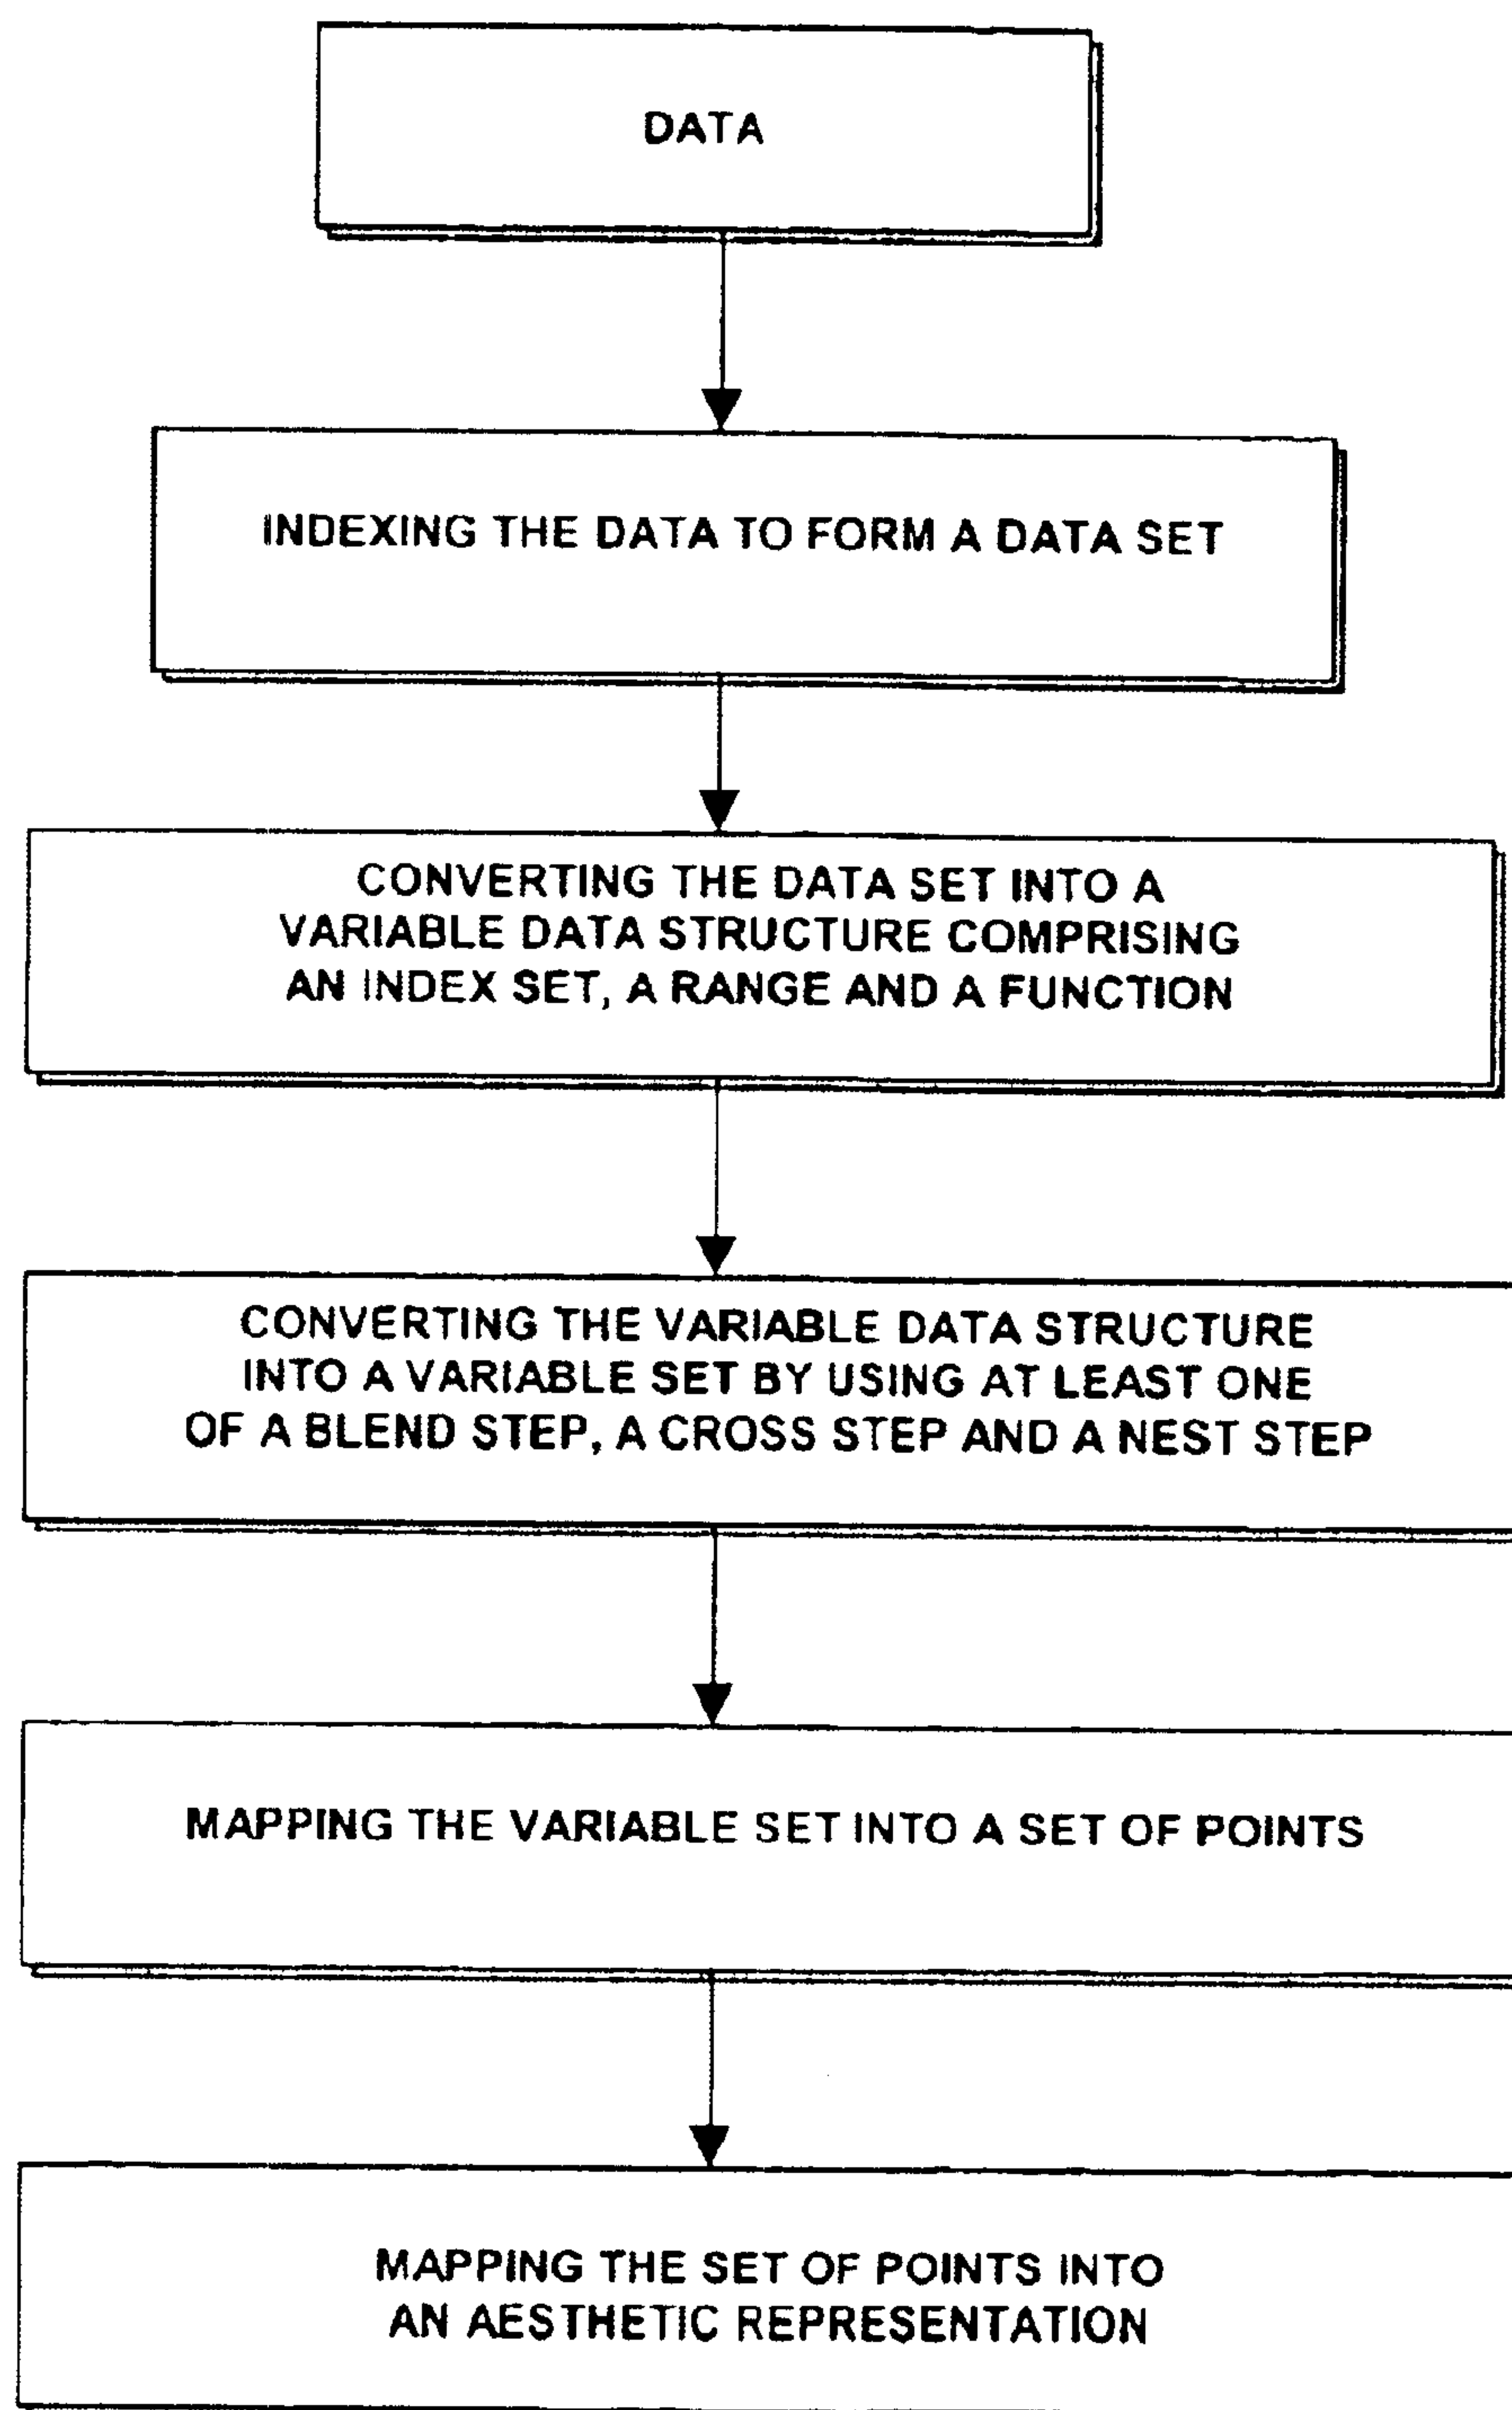 DATA
INDEXING THE DATA TO FORM A DATA SET
CONVERTING THE DATA SET INTO A
VARIABLE DATA STRUCTURE COMPRISING
AN INDEX SET, A RANGE AND A FUNCTION
CONVERTING THE VARIABLE DATA STRUCTURE
INTO A VARIABLE SET BY USING AT LEAST ONE
OF A BLEND STEP, A CROSS STEP AND A NEST STEP
MAPPING THE VARIABLE SET INTO A SET OF POINTS
MAPPING THE SET OF POINTS INTO
AN AESTHETIC REPRESENTATION